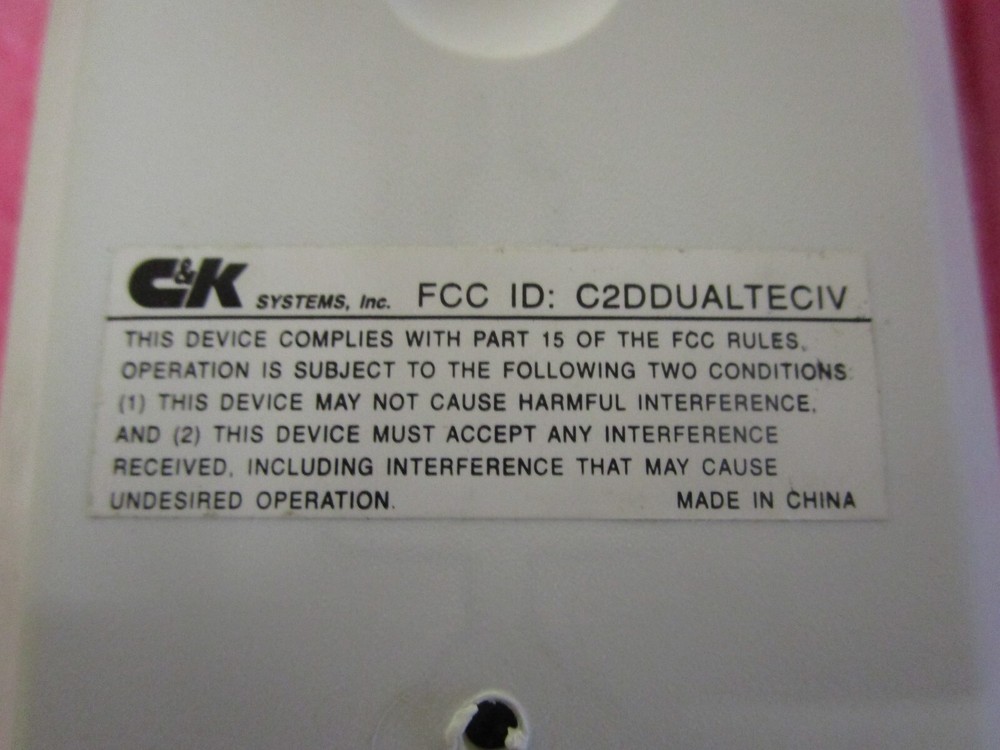 C&K SYSTEMS, Inc. FCC ID: C2DDUALTECIV
THIS DEVICE COMPLIES WITH PART 15 OF THE FCC RULES.
OPERATION IS SUBJECT TO THE FOLLOWING TWO CONDITIONS:
(1) THIS DEVICE MAY NOT CAUSE HARMFUL INTERFERENCE,
AND (2) THIS DEVICE MUST ACCEPT ANY INTERFERENCE
RECEIVED, INCLUDING INTERFERENCE THAT MAY CAUSE
UNDESIRED OPERATION. MADE IN CHINA